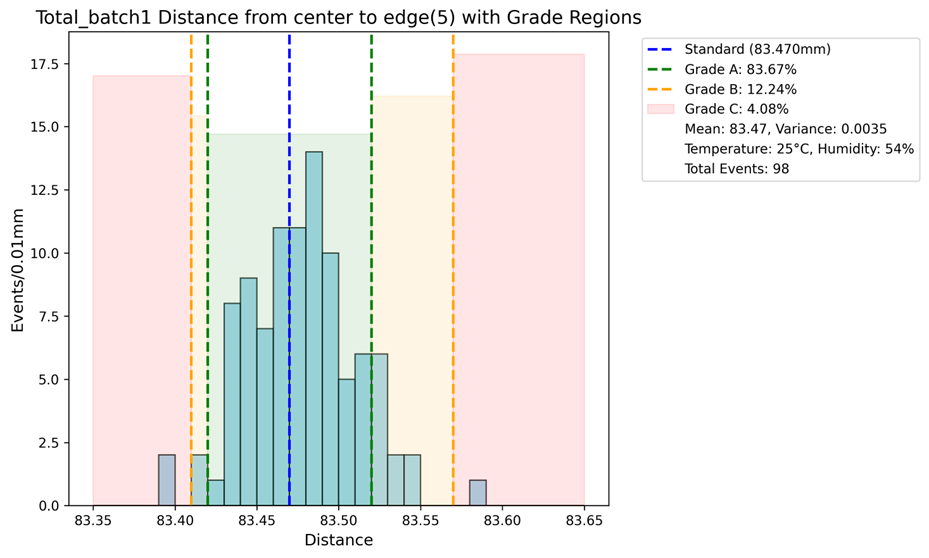 Total_batch1 Distance from center to edge(5) with Grade Regions
Standard (83.470mm)
Grade A: 83.67%
Grade B: 12.24%
Grade C: 4.08%
Mean: 83.47, Variance: 0.0035
Temperature: 25°C, Humidity: 54%
Total Events: 98
Events/0.01mm
17.5
15.0
12.5
10.0
7.5
5.0
2.5
0.0
83.35 83.40 83.45 83.50 83.55 83.60 83.65
Distance